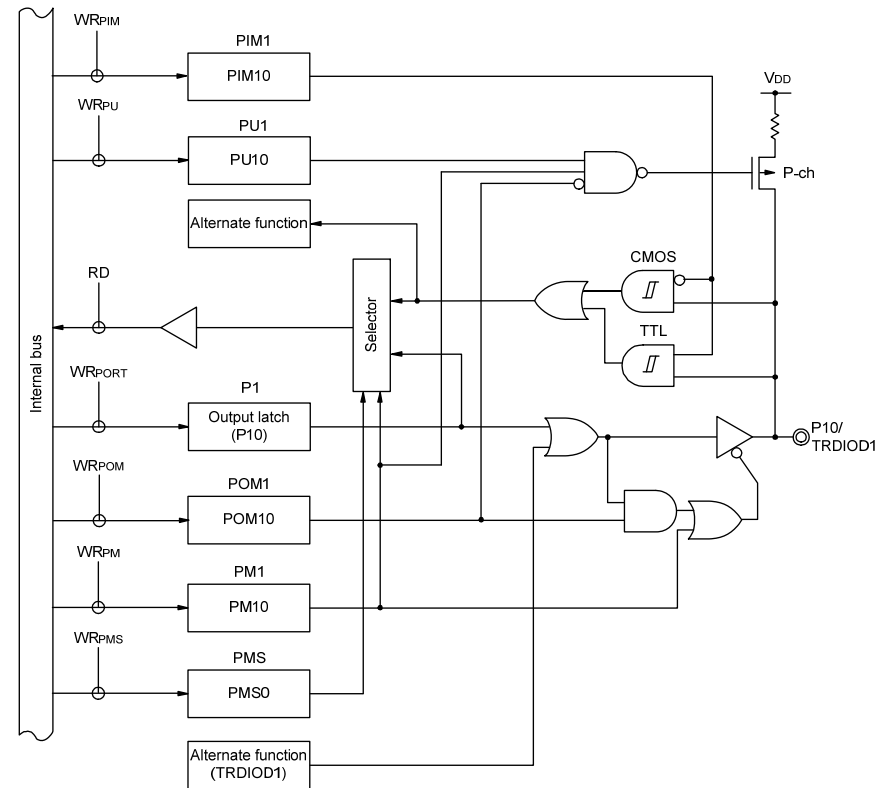 WRPIM
PIM1
PIM10
WRPU
PU1
PU10
VDD
P-ch
Alternate function
RD
Selector
CMOS
TTL
Internal bus
WRPORT
P1
Output latch
(P10)
P10/
TRDIOD1
WRPOM
POM1
POM10
WRPM
PM1
PM10
WRPMS
PMS
PMS0
Alternate function
(TRDIOD1)